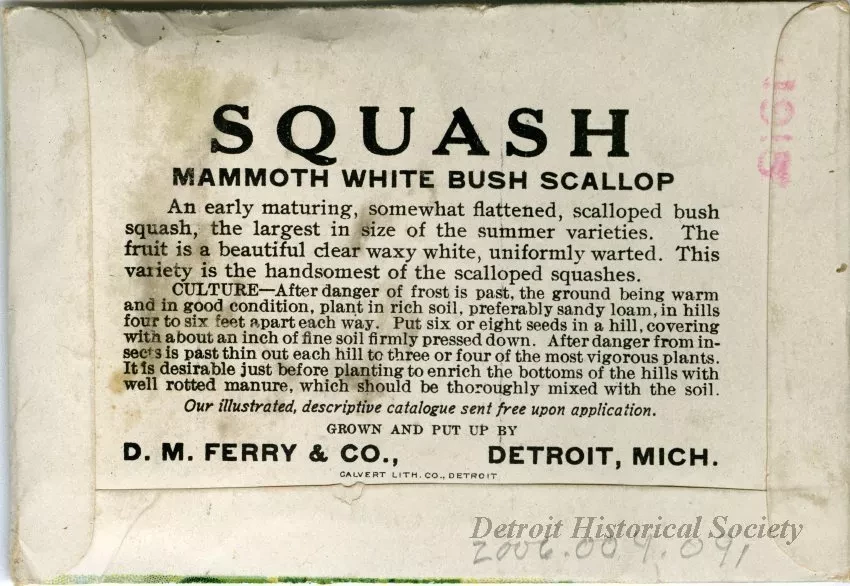 SQUASH
MAMMOTH WHITE BUSH SCALLOP
An early maturing, somewhat flattened, scalloped bush
squash, the largest in size of the summer varieties. The
fruit is a beautiful clear waxy white, uniformly warted. This
variety is the handsomest of the scalloped squashes.
CULTURE—After danger of frost is past, the ground being warm
and in good condition, plant in rich soil, preferably sandy loam, in hills
four to six feet apart each way. Put six or eight seeds in a hill, covering
with about an inch of fine soil firmly pressed down. After danger from in-
sects is past thin out each hill to three or four of the most vigorous plants.
It is desirable just before planting to enrich the bottoms of the hills with
well rotted manure, which should be thoroughly mixed with the soil.
Our illustrated, descriptive catalogue sent free upon application.
GROWN AND PUT UP BY
D. M. FERRY & CO., DETROIT, MICH.
CALVERT LITH. CO., DETROIT
Detroit Historical Society
2006.009.091